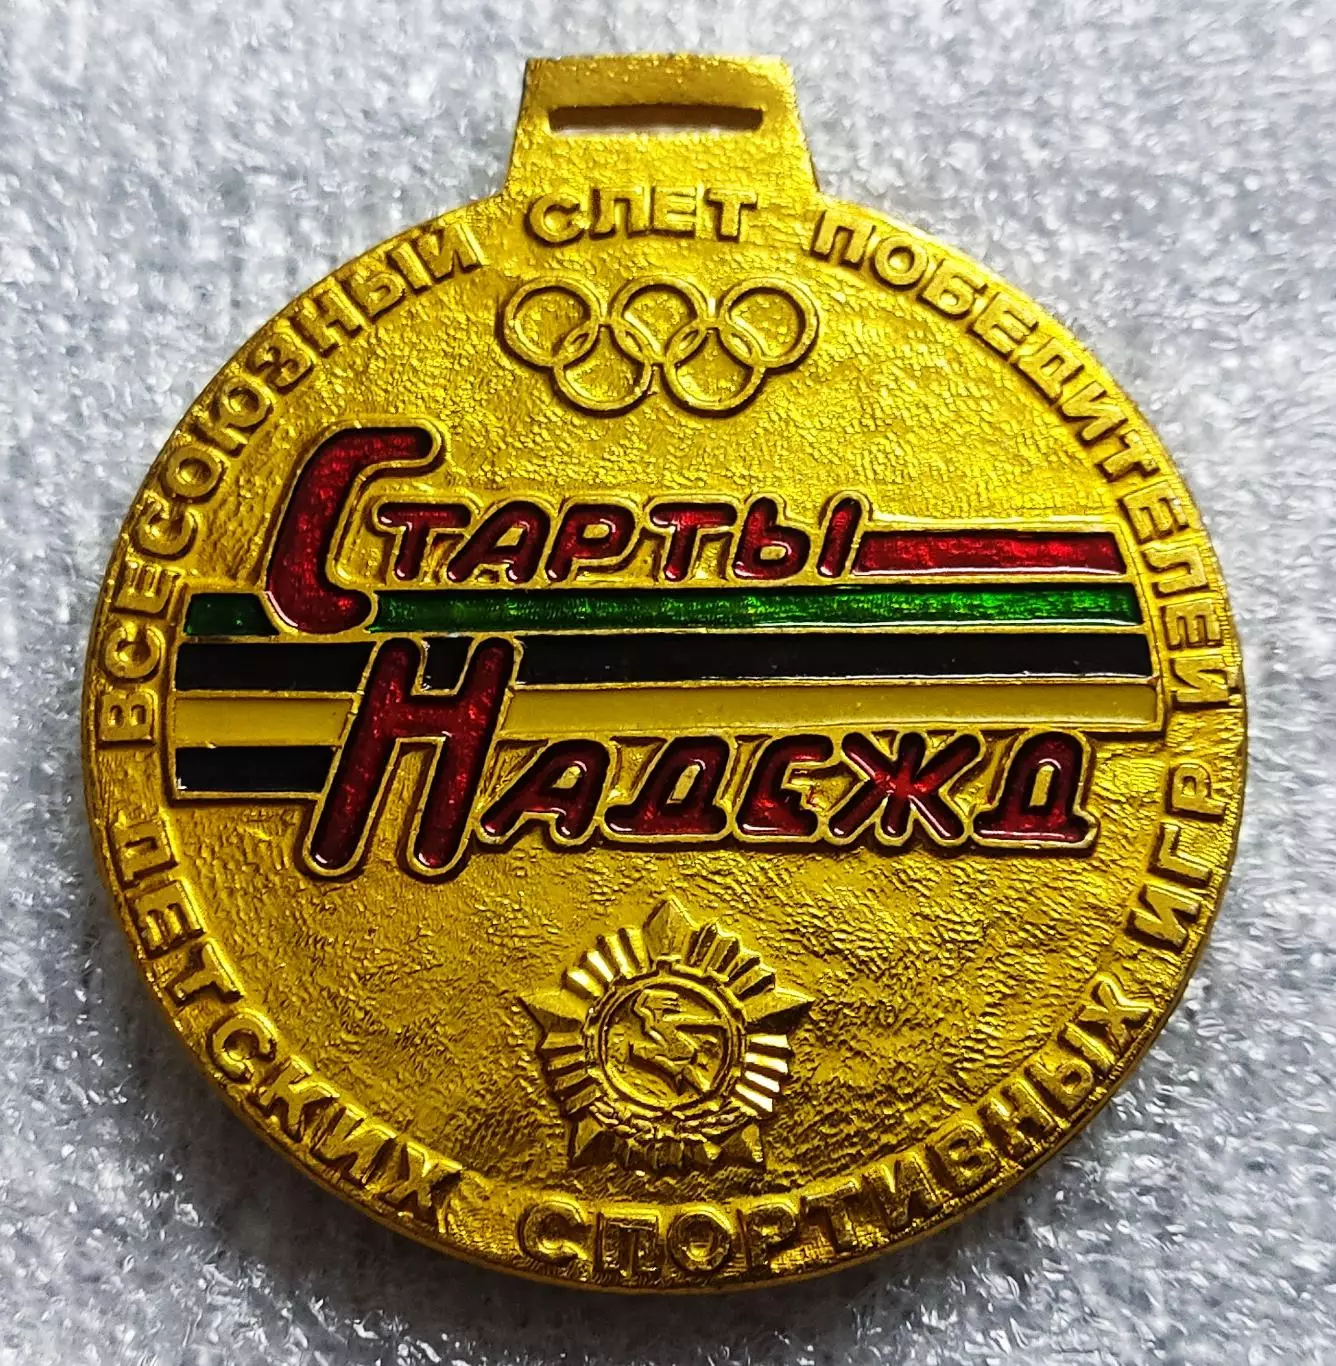 ВСЕСОЮЗНЫЙ СЛЕТ ПОБЕДИТЕЛЕЙ ИГР
СТАРТЫ
НАДЕЖД
ДЕТСКИХ СПОРТИВНЫХ